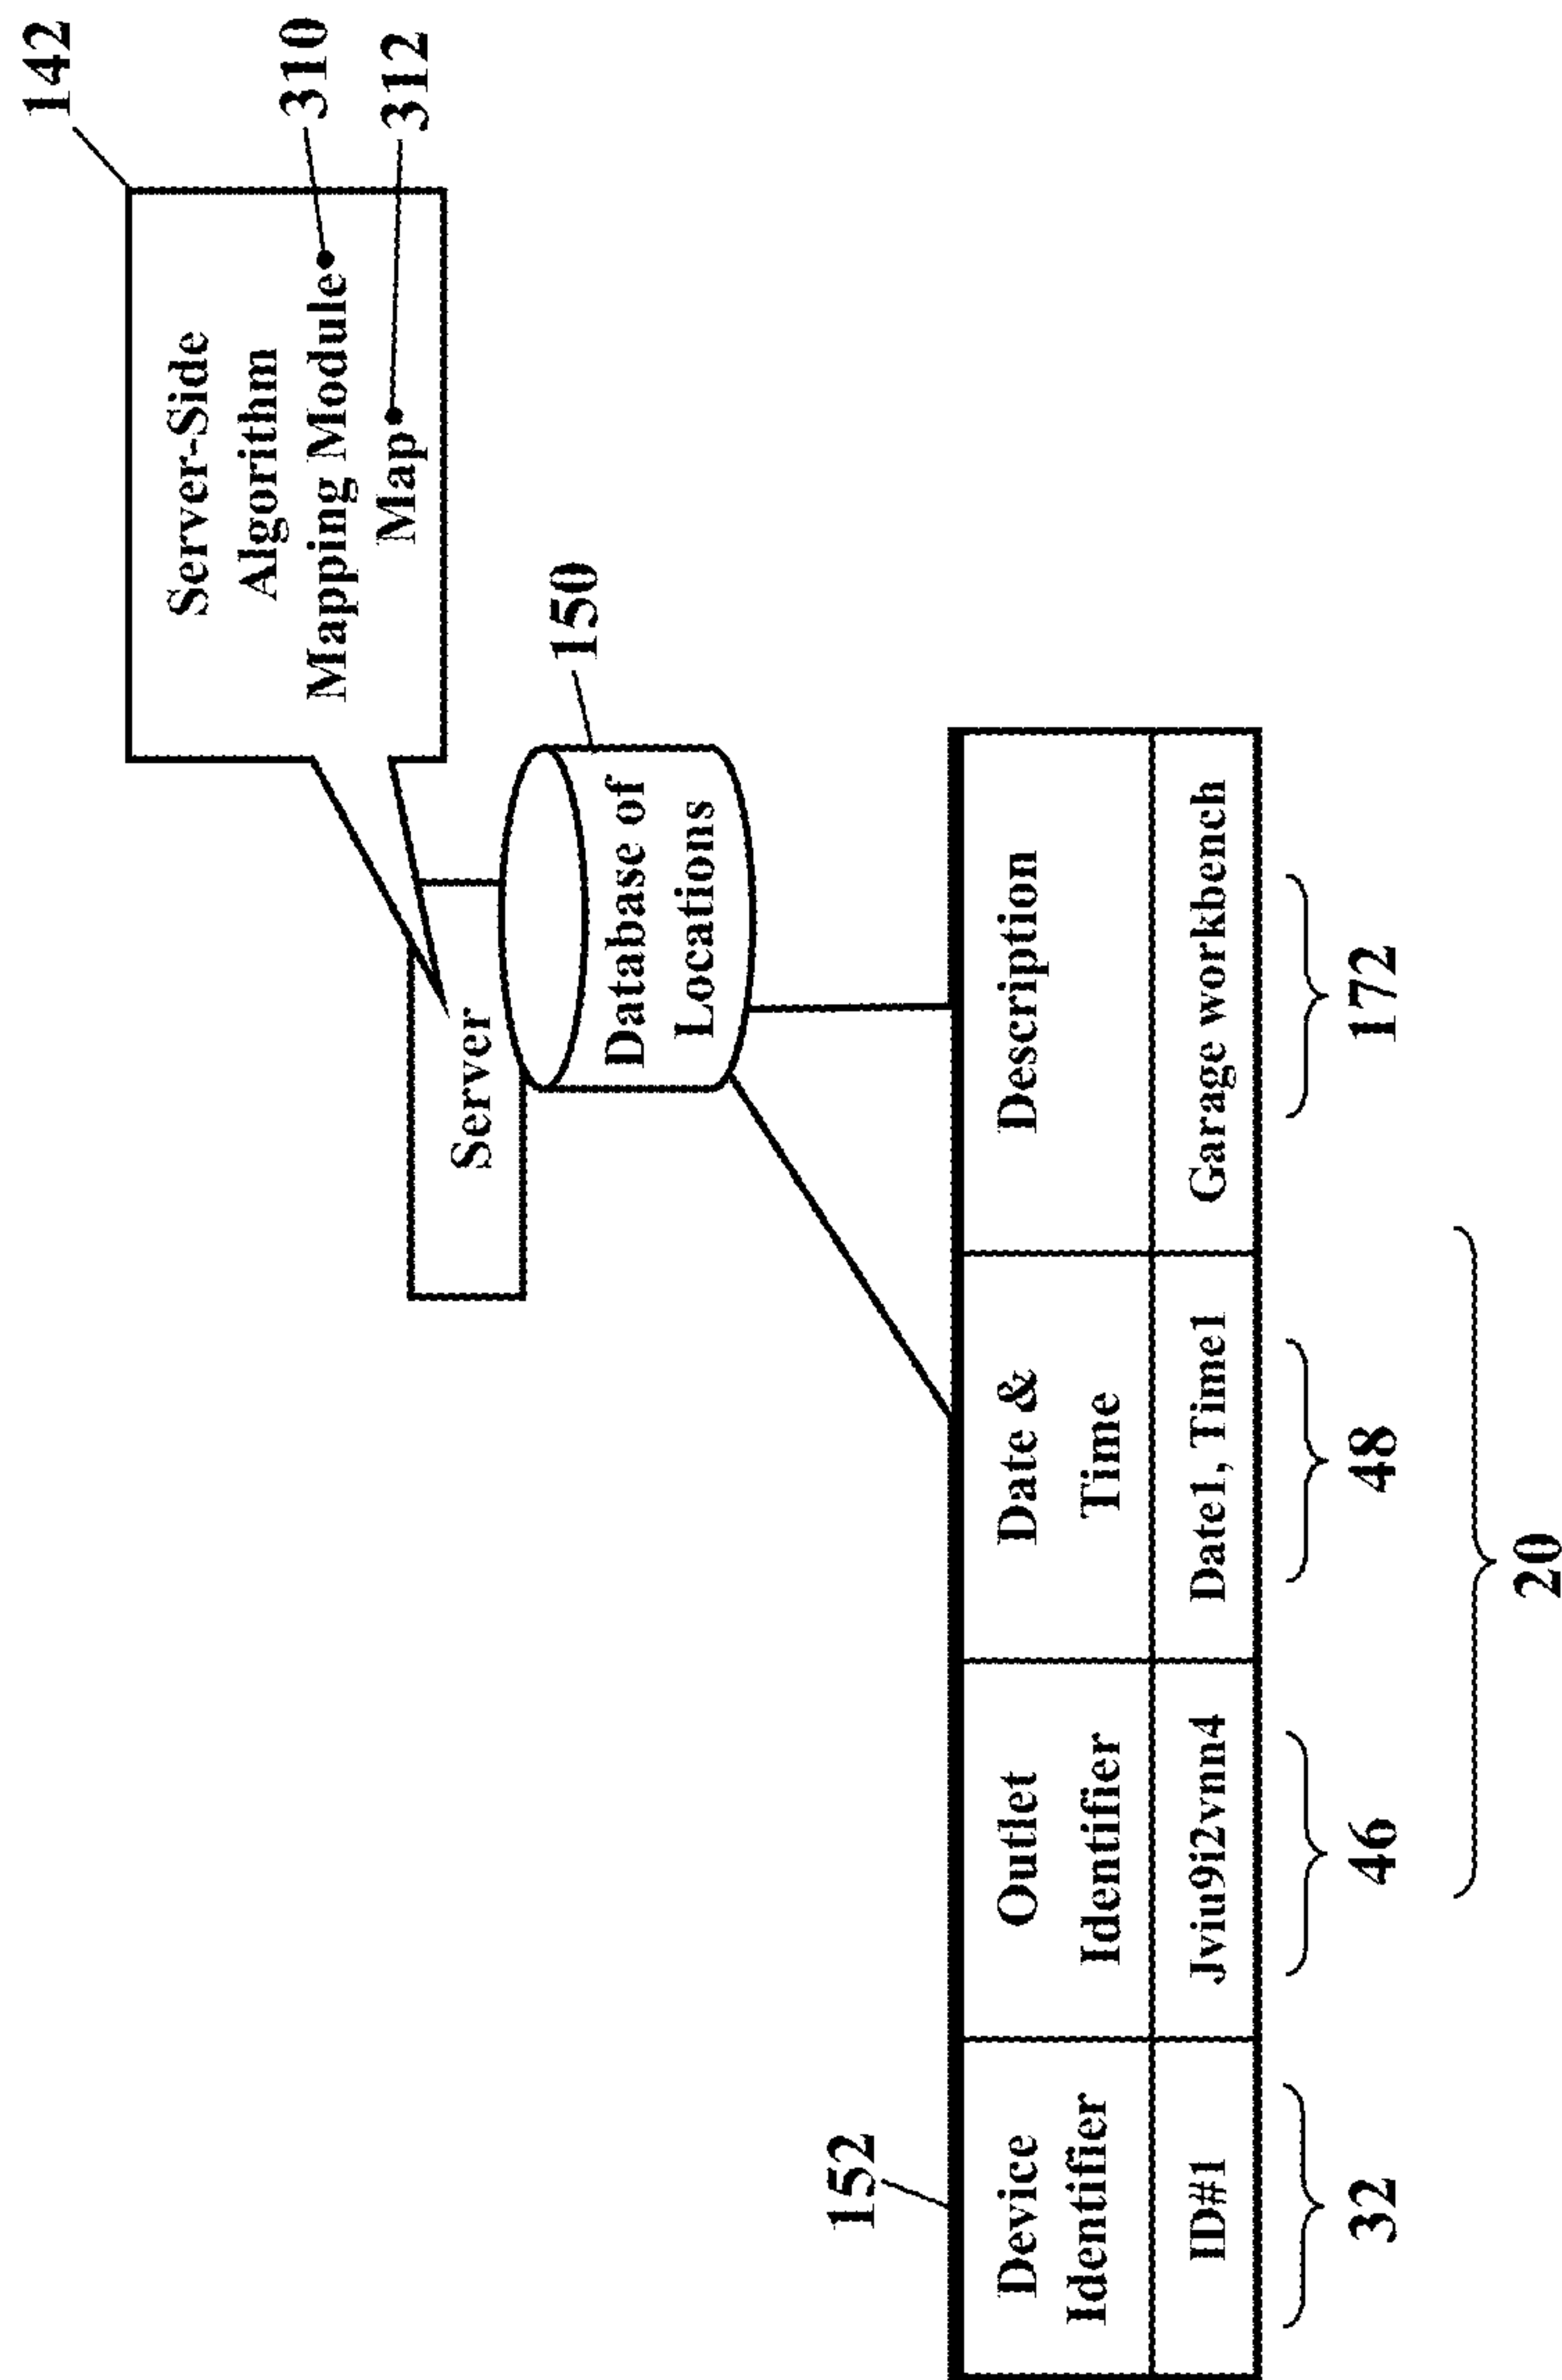 142
Server-Side
Algorithm
Mapping Module
310
Map
312
Server
150
Database of
Locations
152
Device
Identifier
Outlet
Identifier
Date &
Time
Description
ID#1
Jviu9i2vnn4
Date1, Time1
Garage workbench
32
46
48
172
20